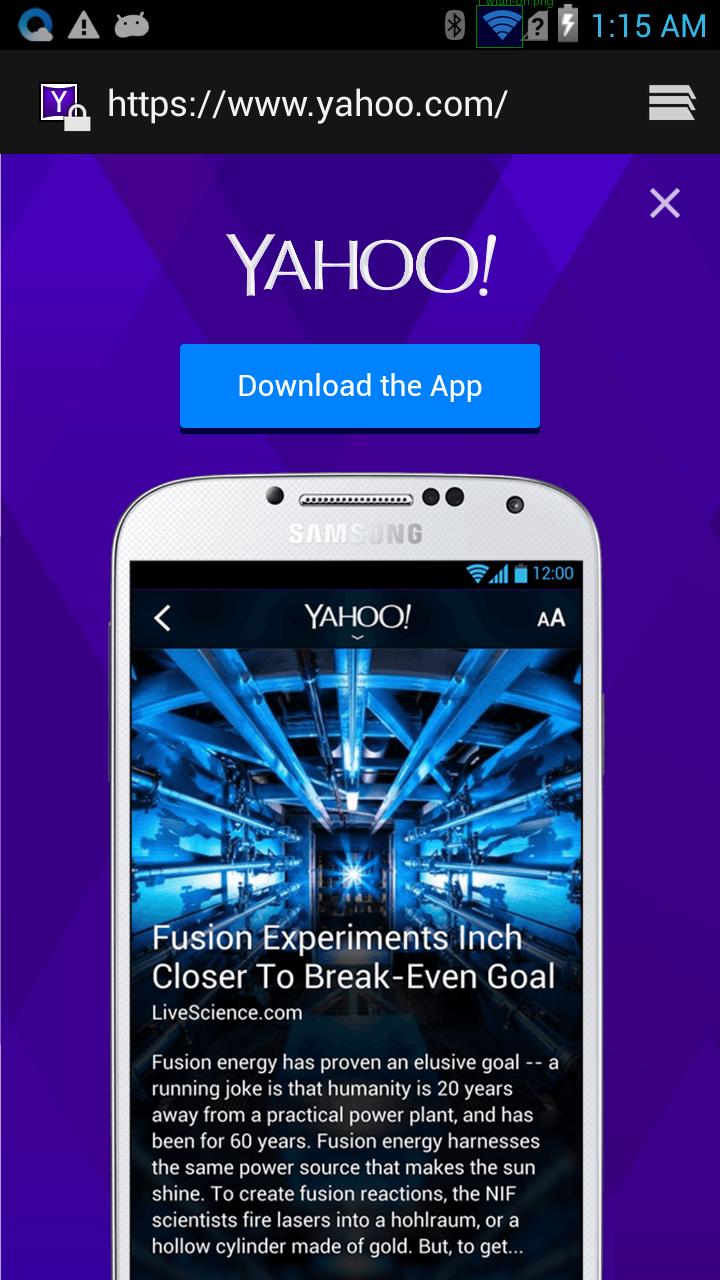 1 wlan-on.png
1:15 AM
https://www.yahoo.com/
YAHOO!
Download the App
SAMSUNG
12:00
YAHOO!
AA
Fusion Experiments Inch
Closer To Break-Even Goal
LiveScience.com
Fusion energy has proven an elusive goal -- a
running joke is that humanity is 20 years
away from a practical power plant, and has
been for 60 years. Fusion energy harnesses
the same power source that makes the sun
shine. To create fusion reactions, the NIF
scientists fire lasers into a hohlraum, or a
hollow cylinder made of gold. But, to get...